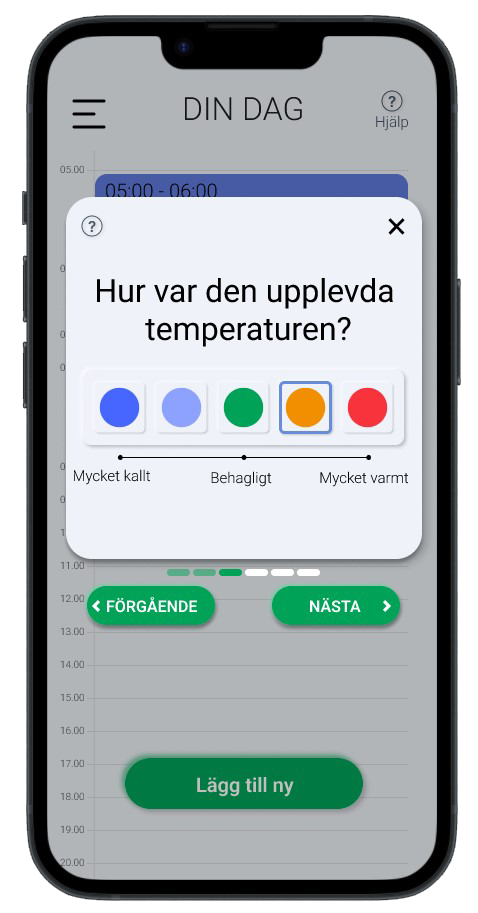 DIN DAG
?
Hjälp
05.00
05:00 - 06:00
?
Hur var den upplevda
temperaturen?
Mycket kallt
Behagligt
Mycket varmt
11.00
12.00
FÖRGÅENDE
NÄSTA
13.00
14.00
15.00
16.00
17.00
Lägg till ny
18.00
19.00
20.00